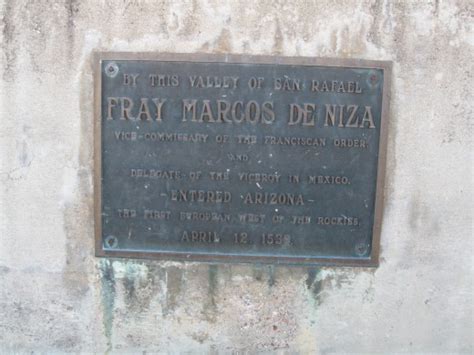 BY THIS VALLEY OF SAN RAFAEL
FRAY MARCOS DE NIZA
VICE-COMMISSARY OF THE FRANCISCAN ORDER
AND
DELEGATE OF THE VICEROY IN MEXICO.
-ENTERED ARIZONA-
THE FIRST EUROPEAN WEST OF THE ROCKIES.
APRIL 12 1539